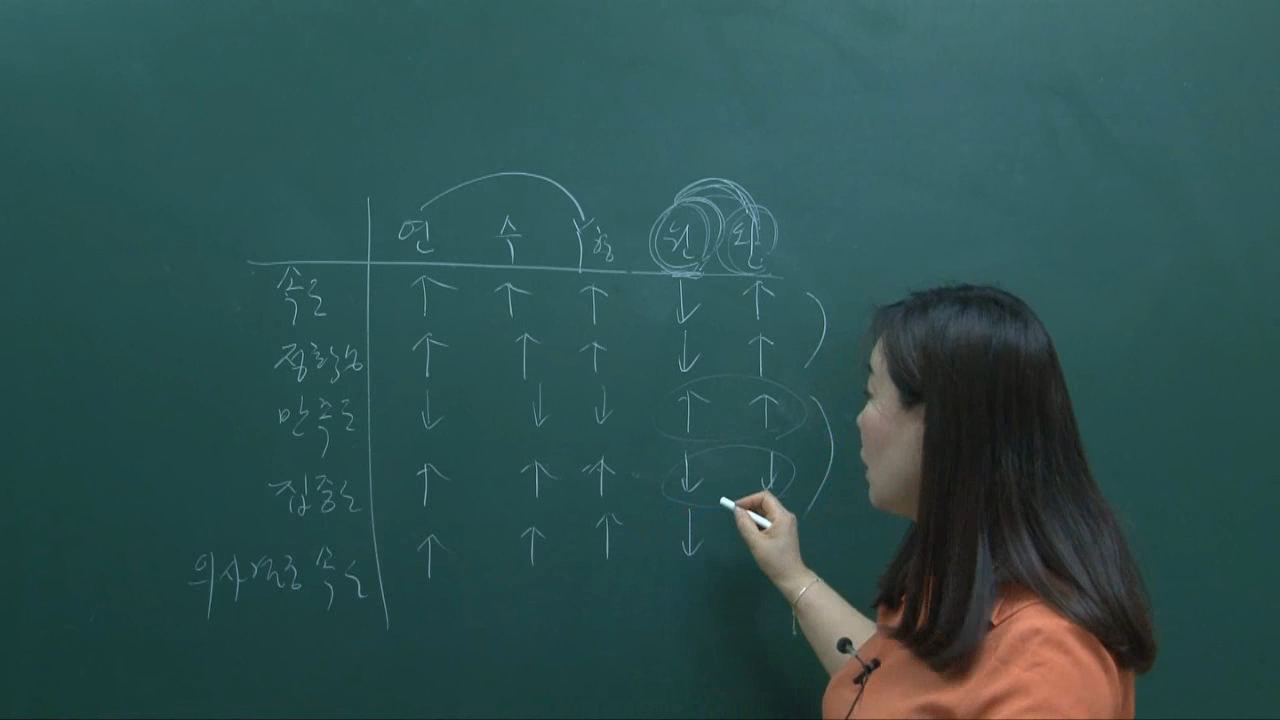 연 수 Y형 원 완
속도 ↑ ↑ ↑ ↓ ↑
정확성 ↑ ↑ ↑ ↓ ↑
만족도 ↓ ↓ ↓ ↑ ↑
집중도 ↑ ↑ ↑ ↓ ↓
의사결정 속도 ↑ ↑ ↑ ↓